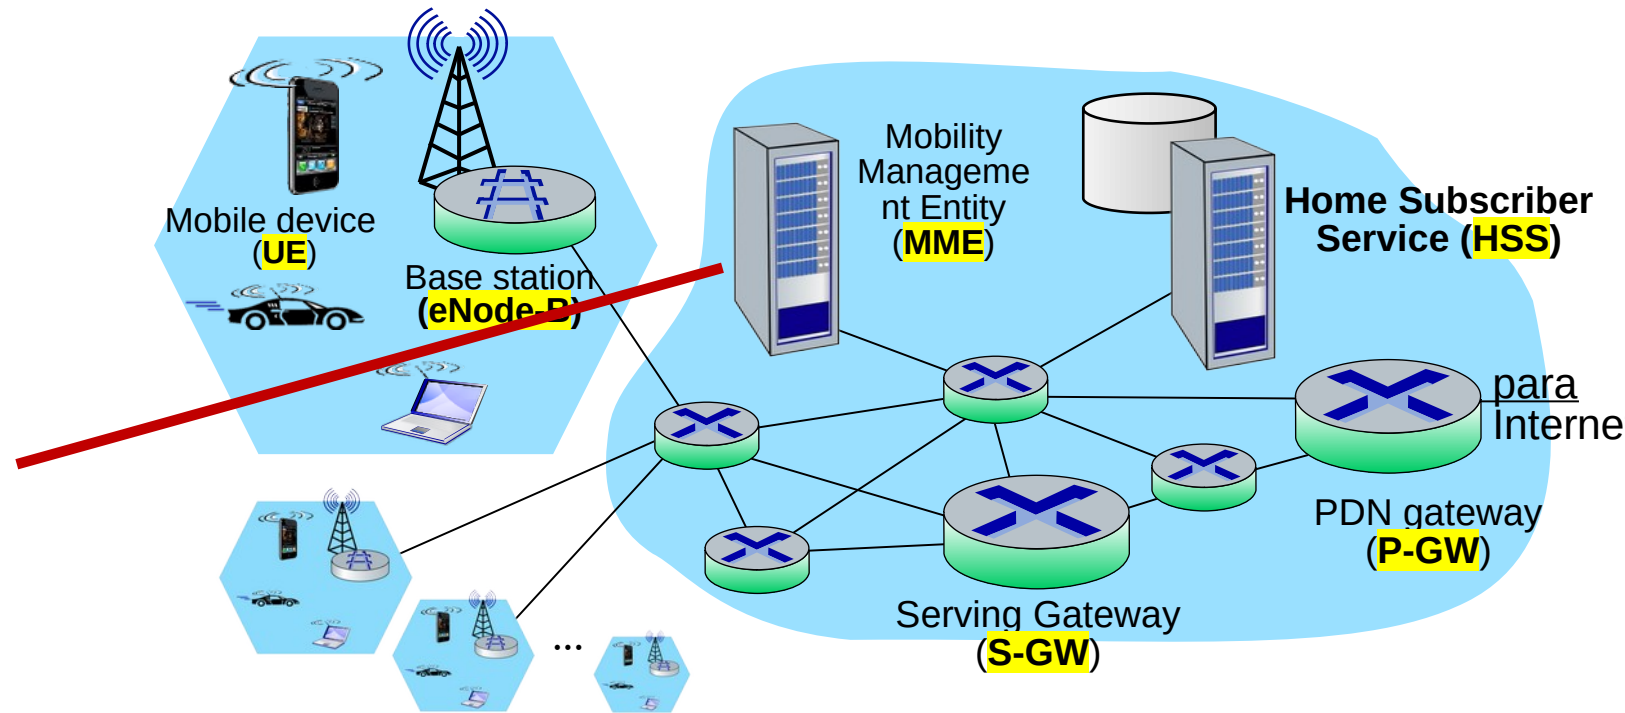 Mobile device
(UE)
Base station
(eNode-B)
Mobility
Manageme
nt Entity
(MME)
Home Subscriber
Service (HSS)
para
Interne
PDN gateway
(P-GW)
Serving Gateway
(S-GW)
...